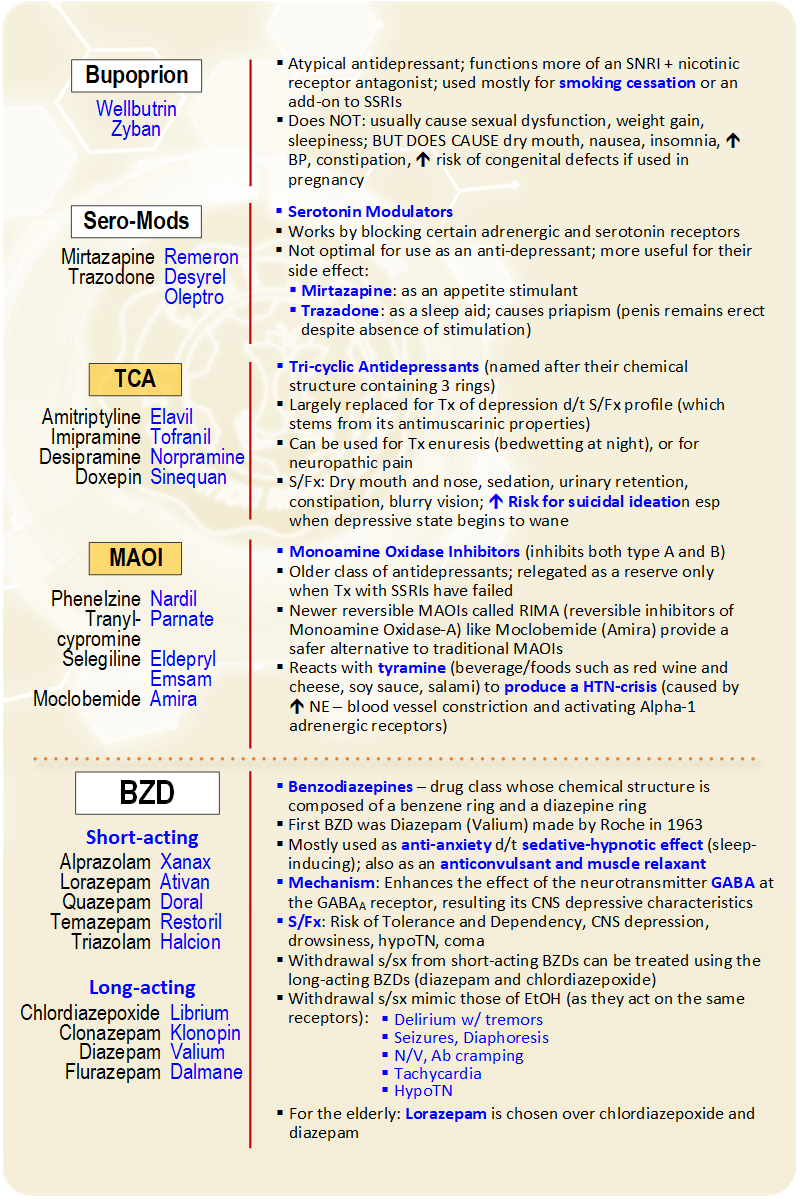 Bupoprion
Wellbutrin
Zyban
▪ Atypical antidepressant; functions more of an SNRI + nicotinic
receptor antagonist; used mostly for smoking cessation or an
add-on to SSRIs
▪ Does NOT: usually cause sexual dysfunction, weight gain,
sleepiness; BUT DOES CAUSE dry mouth, nausea, insomnia, ↑
BP, constipation, ↑ risk of congenital defects if used in
pregnancy
Sero-Mods
Mirtazapine Remeron
Trazodone Desyrel
Oleptro
▪ Serotonin Modulators
▪ Works by blocking certain adrenergic and serotonin receptors
▪ Not optimal for use as an anti-depressant; more useful for their
side effect:
▪ Mirtazapine: as an appetite stimulant
▪ Trazadone: as a sleep aid; causes priapism (penis remains erect
despite absence of stimulation)
TCA
Amitriptyline Elavil
Imipramine Tofranil
Desipramine Norpramine
Doxepin Sinequan
▪ Tri-cyclic Antidepressants (named after their chemical
structure containing 3 rings)
▪ Largely replaced for Tx of depression d/t S/Fx profile (which
stems from its antimuscarinic properties)
▪ Can be used for Tx enuresis (bedwetting at night), or for
neuropathic pain
▪ S/Fx: Dry mouth and nose, sedation, urinary retention,
constipation, blurry vision; ↑ Risk for suicidal ideation esp
when depressive state begins to wane
MAOI
Phenelzine Nardil
Tranyl- Parnate
cypromine
Selegiline Eldepryl
Emsam
Moclobemide Amira
▪ Monoamine Oxidase Inhibitors (inhibits both type A and B)
▪ Older class of antidepressants; relegated as a reserve only
when Tx with SSRIs have failed
▪ Newer reversible MAOIs called RIMA (reversible inhibitors of
Monoamine Oxidase-A) like Moclobemide (Amira) provide a
safer alternative to traditional MAOIs
▪ Reacts with tyramine (beverage/foods such as red wine and
cheese, soy sauce, salami) to produce a HTN-crisis (caused by
↑ NE – blood vessel constriction and activating Alpha-1
adrenergic receptors)
BZD
Short-acting
Alprazolam Xanax
Lorazepam Ativan
Quazepam Doral
Temazepam Restoril
Triazolam Halcion
Long-acting
Chlordiazepoxide Librium
Clonazepam Klonopin
Diazepam Valium
Flurazepam Dalmane
▪ Benzodiazepines – drug class whose chemical structure is
composed of a benzene ring and a diazepine ring
▪ First BZD was Diazepam (Valium) made by Roche in 1963
▪ Mostly used as anti-anxiety d/t sedative-hypnotic effect (sleep-
inducing); also as an anticonvulsant and muscle relaxant
▪ Mechanism: Enhances the effect of the neurotransmitter GABA at
the GABAA receptor, resulting its CNS depressive characteristics
▪ S/Fx: Risk of Tolerance and Dependency, CNS depression,
drowsiness, hypoTN, coma
▪ Withdrawal s/sx from short-acting BZDs can be treated using the
long-acting BZDs (diazepam and chlordiazepoxide)
▪ Withdrawal s/sx mimic those of EtOH (as they act on the same
receptors): ▪ Delirium w/ tremors
▪ Seizures, Diaphoresis
▪ N/V, Ab cramping
▪ Tachycardia
▪ HypoTN
▪ For the elderly: Lorazepam is chosen over chlordiazepoxide and
diazepam